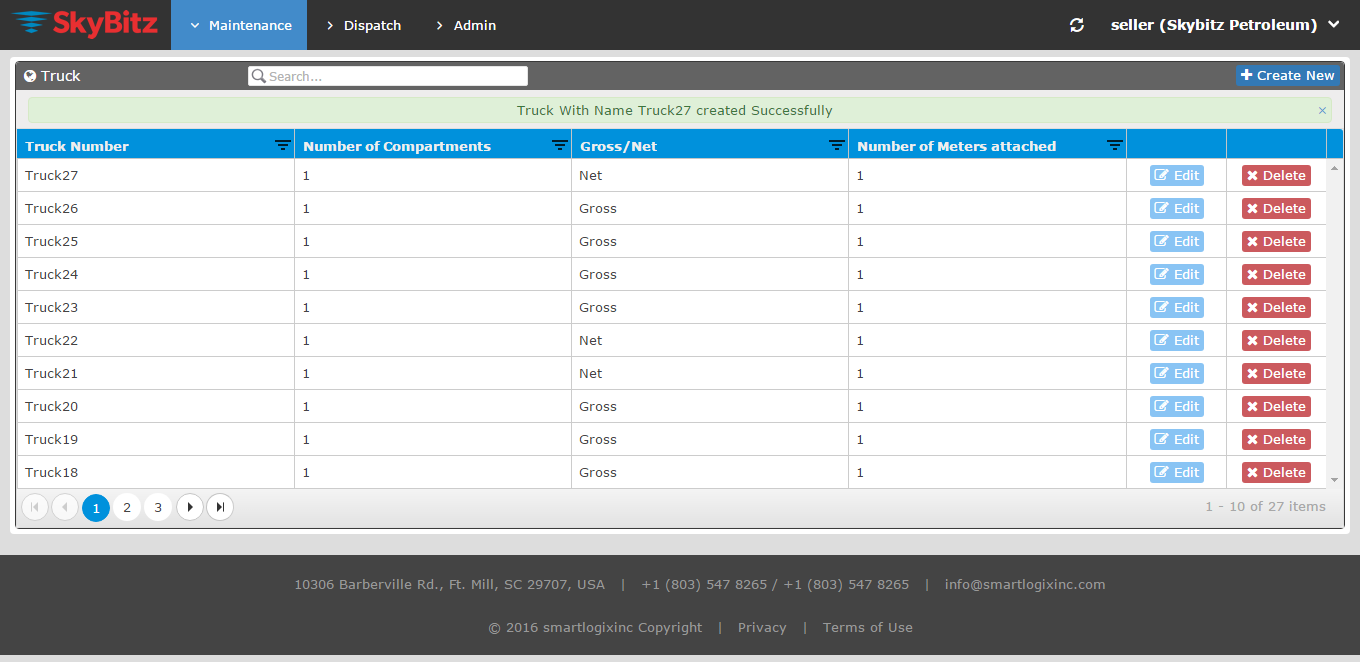 SkyBitz Maintenance Dispatch Admin seller (Skybitz Petroleum)
Truck Search... Create New
Truck With Name Truck27 created Successfully ×
Truck Number Number of Compartments Gross/Net Number of Meters attached
Truck27 1 Net 1 Edit Delete
Truck26 1 Gross 1 Edit Delete
Truck25 1 Gross 1 Edit Delete
Truck24 1 Gross 1 Edit Delete
Truck23 1 Gross 1 Edit Delete
Truck22 1 Net 1 Edit Delete
Truck21 1 Net 1 Edit Delete
Truck20 1 Gross 1 Edit Delete
Truck19 1 Gross 1 Edit Delete
Truck18 1 Gross 1 Edit Delete
1 2 3 1 - 10 of 27 items
10306 Barberville Rd., Ft. Mill, SC 29707, USA | +1 (803) 547 8265 / +1 (803) 547 8265 | info@smartlogixinc.com
© 2016 smartlogixinc Copyright | Privacy | Terms of Use